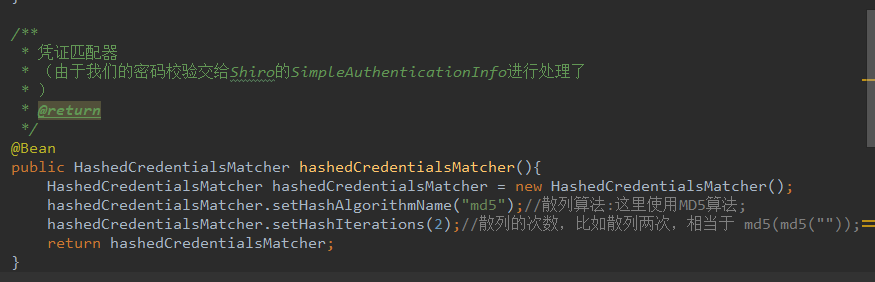 /**
 * 凭证匹配器
 * （由于我们的密码校验交给Shiro的SimpleAuthenticationInfo进行处理了
 * ）
 * @return
 */
@Bean
public HashedCredentialsMatcher hashedCredentialsMatcher(){
    HashedCredentialsMatcher hashedCredentialsMatcher = new HashedCredentialsMatcher();
    hashedCredentialsMatcher.setHashAlgorithmName("md5");//散列算法:这里使用MD5算法;
    hashedCredentialsMatcher.setHashIterations(2);//散列的次数，比如散列两次，相当于 md5(md5(""));
    return hashedCredentialsMatcher;
}